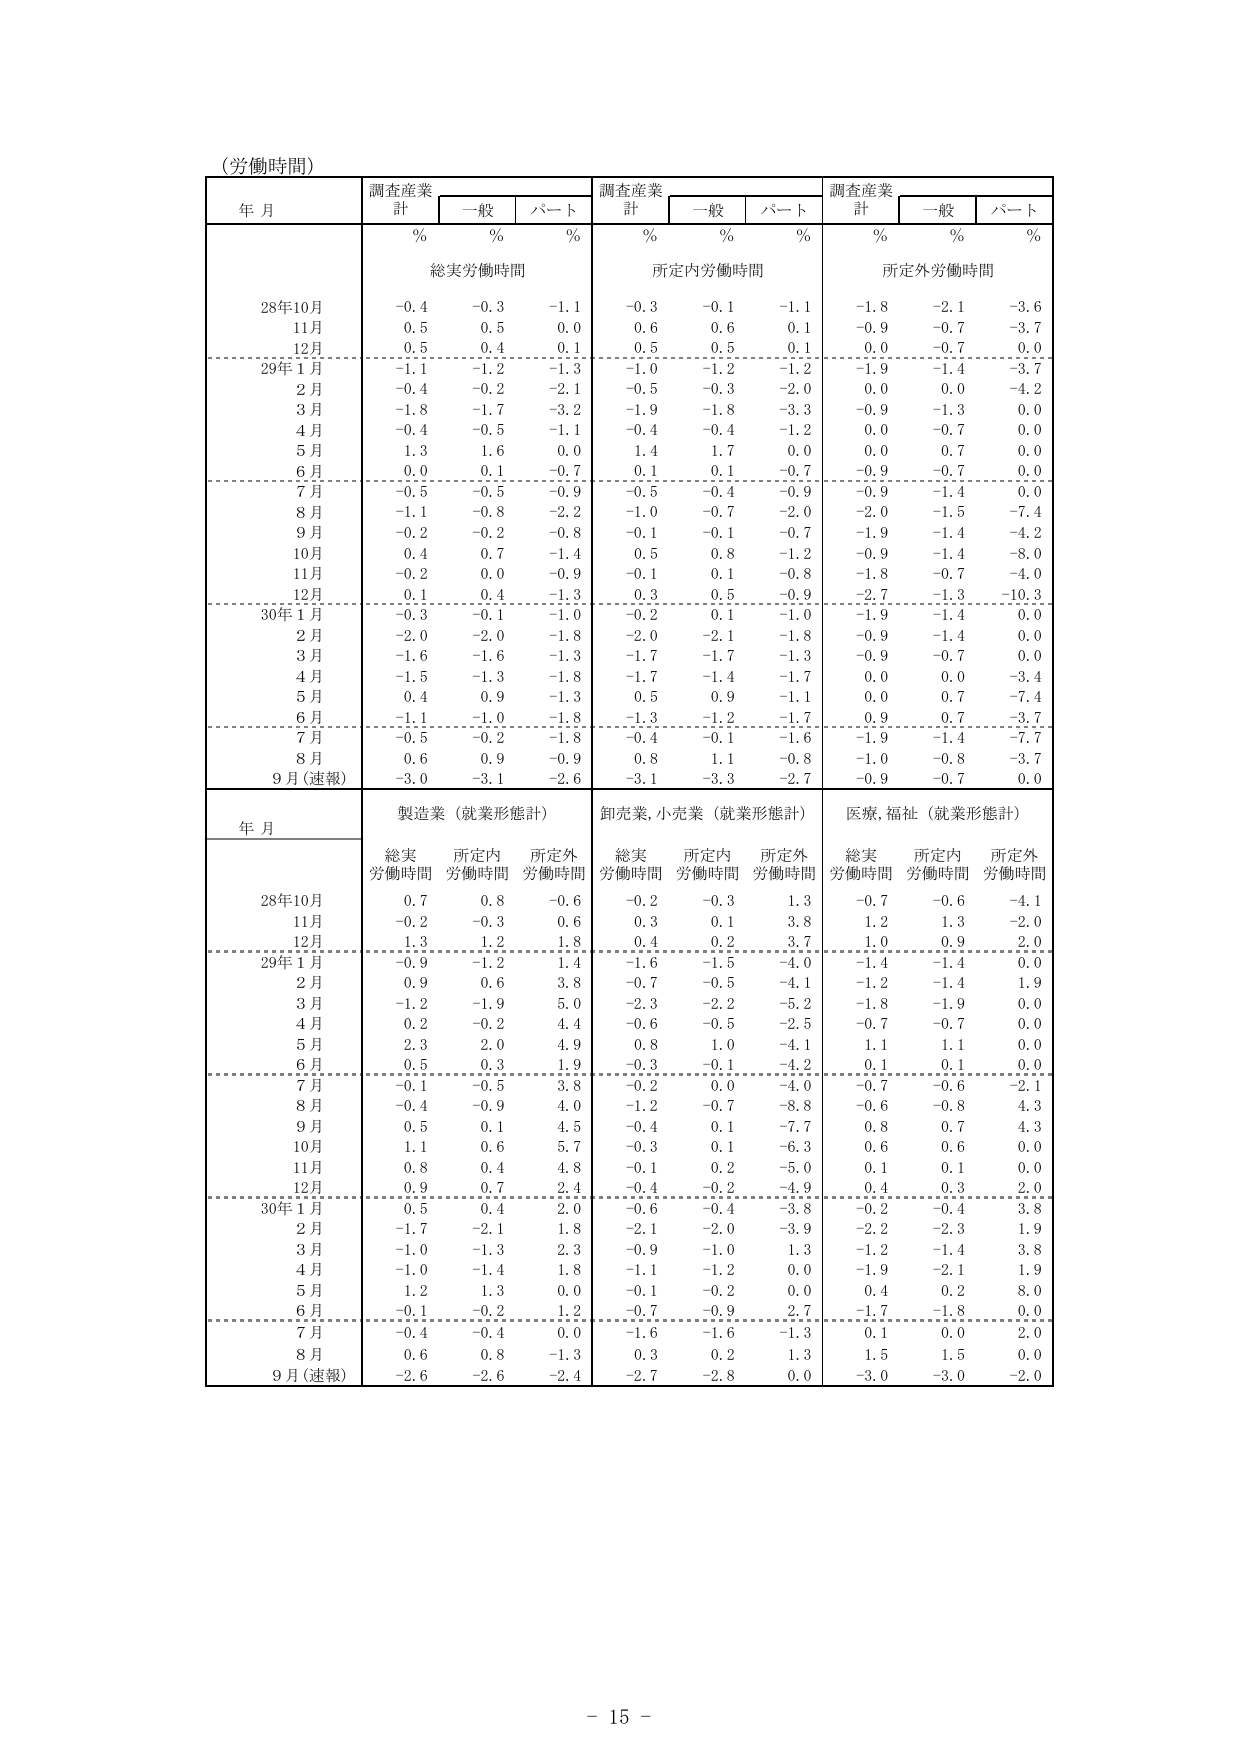 （労働時間）
調査産業 調査産業 調査産業
年 月 計 一般 パート 計 一般 パート 計 一般 パート
% % % % % % % % %
総実労働時間 所定内労働時間 所定外労働時間
28年10月 -0.4 -0.3 -1.1 -0.3 -0.1 -1.1 -1.8 -2.1 -3.6
11月 0.5 0.5 0.0 0.6 0.6 0.1 -0.9 -0.7 -3.7
12月 0.5 0.4 0.1 0.5 0.5 0.1 0.0 -0.7 0.0
29年１月 -1.1 -1.2 -1.3 -1.0 -1.2 -1.2 -1.9 -1.4 -3.7
２月 -0.4 -0.2 -2.1 -0.5 -0.3 -2.0 0.0 0.0 -4.2
３月 -1.8 -1.7 -3.2 -1.9 -1.8 -3.3 -0.9 -1.3 0.0
４月 -0.4 -0.5 -1.1 -0.4 -0.4 -1.2 0.0 -0.7 0.0
５月 1.3 1.6 0.0 1.4 1.7 0.0 0.0 0.7 0.0
６月 0.0 0.1 -0.7 0.1 0.1 -0.7 -0.9 -0.7 0.0
７月 -0.5 -0.5 -0.9 -0.5 -0.4 -0.9 -0.9 -1.4 0.0
８月 -1.1 -0.8 -2.2 -1.0 -0.7 -2.0 -2.0 -1.5 -7.4
９月 -0.2 -0.2 -0.8 -0.1 -0.1 -0.7 -1.9 -1.4 -4.2
10月 0.4 0.7 -1.4 0.5 0.8 -1.2 -0.9 -1.4 -8.0
11月 -0.2 0.0 -0.9 -0.1 0.1 -0.8 -1.8 -0.7 -4.0
12月 0.1 0.4 -1.3 0.3 0.5 -0.9 -2.7 -1.3 -10.3
30年１月 -0.3 -0.1 -1.0 -0.2 0.1 -1.0 -1.9 -1.4 0.0
２月 -2.0 -2.0 -1.8 -2.0 -2.1 -1.8 -0.9 -1.4 0.0
３月 -1.6 -1.6 -1.3 -1.7 -1.7 -1.3 -0.9 -0.7 0.0
４月 -1.5 -1.3 -1.8 -1.7 -1.4 -1.7 0.0 0.0 -3.4
５月 0.4 0.9 -1.3 0.5 0.9 -1.1 0.0 0.7 -7.4
６月 -1.1 -1.0 -1.8 -1.3 -1.2 -1.7 0.9 0.7 -3.7
７月 -0.5 -0.2 -1.8 -0.4 -0.1 -1.6 -1.9 -1.4 -7.7
８月 0.6 0.9 -0.9 0.8 1.1 -0.8 -1.0 -0.8 -3.7
９月(速報) -3.0 -3.1 -2.6 -3.1 -3.3 -2.7 -0.9 -0.7 0.0
製造業（就業形態計） 卸売業,小売業（就業形態計） 医療,福祉（就業形態計）
年 月
総実 所定内 所定外 総実 所定内 所定外 総実 所定内 所定外
労働時間 労働時間 労働時間 労働時間 労働時間 労働時間 労働時間 労働時間 労働時間
28年10月 0.7 0.8 -0.6 -0.2 -0.3 1.3 -0.7 -0.6 -4.1
11月 -0.2 -0.3 0.6 0.3 0.1 3.8 1.2 1.3 -2.0
12月 1.3 1.2 1.8 0.4 0.2 3.7 1.0 0.9 2.0
29年１月 -0.9 -1.2 1.4 -1.6 -1.5 -4.0 -1.4 -1.4 0.0
２月 0.9 0.6 3.8 -0.7 -0.5 -4.1 -1.2 -1.4 1.9
３月 -1.2 -1.9 5.0 -2.3 -2.2 -5.2 -1.8 -1.9 0.0
４月 0.2 -0.2 4.4 -0.6 -0.5 -2.5 -0.7 -0.7 0.0
５月 2.3 2.0 4.9 0.8 1.0 -4.1 1.1 1.1 0.0
６月 0.5 0.3 1.9 -0.3 -0.1 -4.2 0.1 0.1 0.0
７月 -0.1 -0.5 3.8 -0.2 0.0 -4.0 -0.7 -0.6 -2.1
８月 -0.4 -0.9 4.0 -1.2 -0.7 -8.8 -0.6 -0.8 4.3
９月 0.5 0.1 4.5 -0.4 0.1 -7.7 0.8 0.7 4.3
10月 1.1 0.6 5.7 -0.3 0.1 -6.3 0.6 0.6 0.0
11月 0.8 0.4 4.8 -0.1 0.2 -5.0 0.1 0.1 0.0
12月 0.9 0.7 2.4 -0.4 -0.2 -4.9 0.4 0.3 2.0
30年１月 0.5 0.4 2.0 -0.6 -0.4 -3.8 -0.2 -0.4 3.8
２月 -1.7 -2.1 1.8 -2.1 -2.0 -3.9 -2.2 -2.3 1.9
３月 -1.0 -1.3 2.3 -0.9 -1.0 1.3 -1.2 -1.4 3.8
４月 -1.0 -1.4 1.8 -1.1 -1.2 0.0 -1.9 -2.1 1.9
５月 1.2 1.3 0.0 -0.1 -0.2 0.0 0.4 0.2 8.0
６月 -0.1 -0.2 1.2 -0.7 -0.9 2.7 -1.7 -1.8 0.0
７月 -0.4 -0.4 0.0 -1.6 -1.6 -1.3 0.1 0.0 2.0
８月 0.6 0.8 -1.3 0.3 0.2 1.3 1.5 1.5 0.0
９月(速報) -2.6 -2.6 -2.4 -2.7 -2.8 0.0 -3.0 -3.0 -2.0
- 15 -